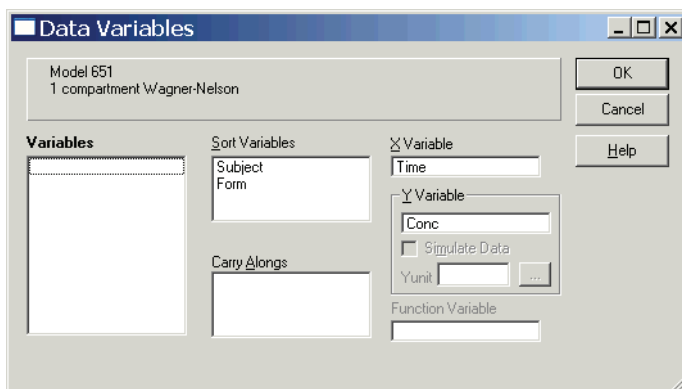 Data Variables
Model 651
1 compartment Wagner-Nelson
OK
Cancel
Help
Variables
Sort Variables
Subject
Form
Carry Alongs
X Variable
Time
Y Variable
Conc
Simulate Data
Yunit
...
Function Variable